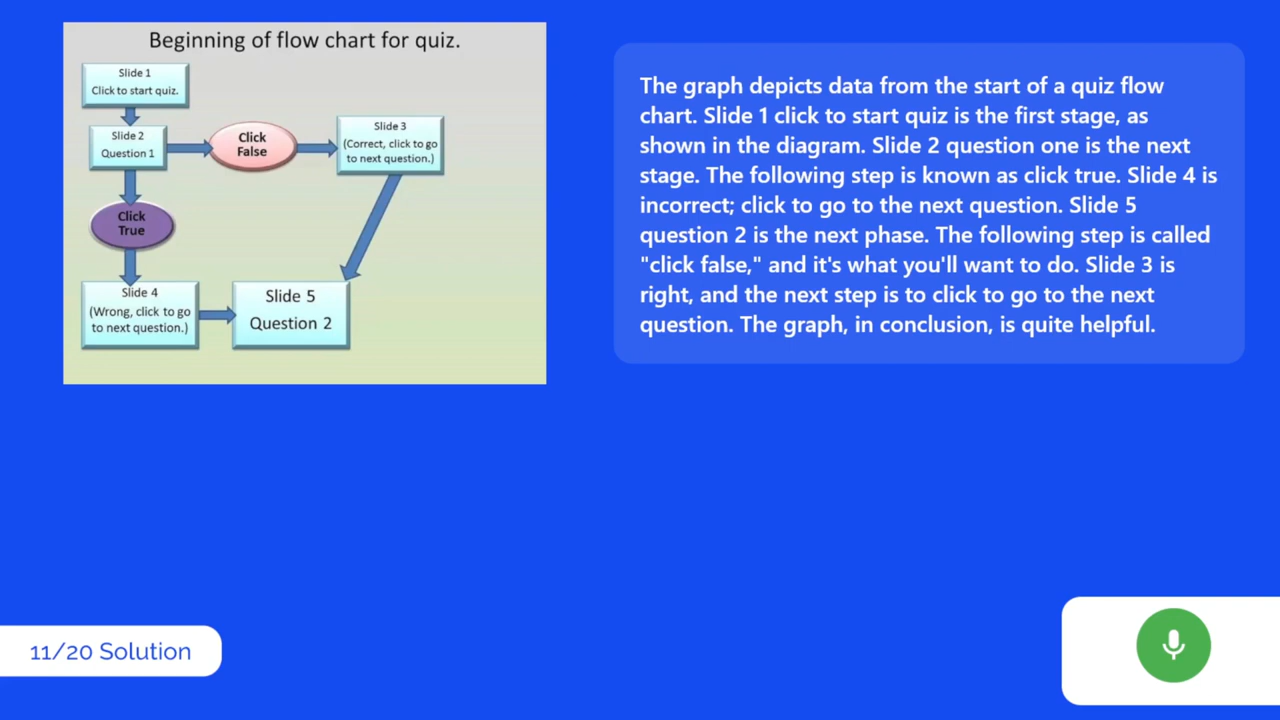 Beginning of flow chart for quiz.
Slide 1
Click to start quiz.
Slide 2
Question 1
Click
False
Slide 3
(Correct, click to go
to next question.)
Click
True
Slide 4
(Wrong, click to go
to next question.)
Slide 5
Question 2
The graph depicts data from the start of a quiz flow
chart. Slide 1 click to start quiz is the first stage, as
shown in the diagram. Slide 2 question one is the next
stage. The following step is known as click true. Slide 4 is
incorrect; click to go to the next question. Slide 5
question 2 is the next phase. The following step is called
"click false," and it's what you'll want to do. Slide 3 is
right, and the next step is to click to go to the next
question. The graph, in conclusion, is quite helpful.
11/20 Solution